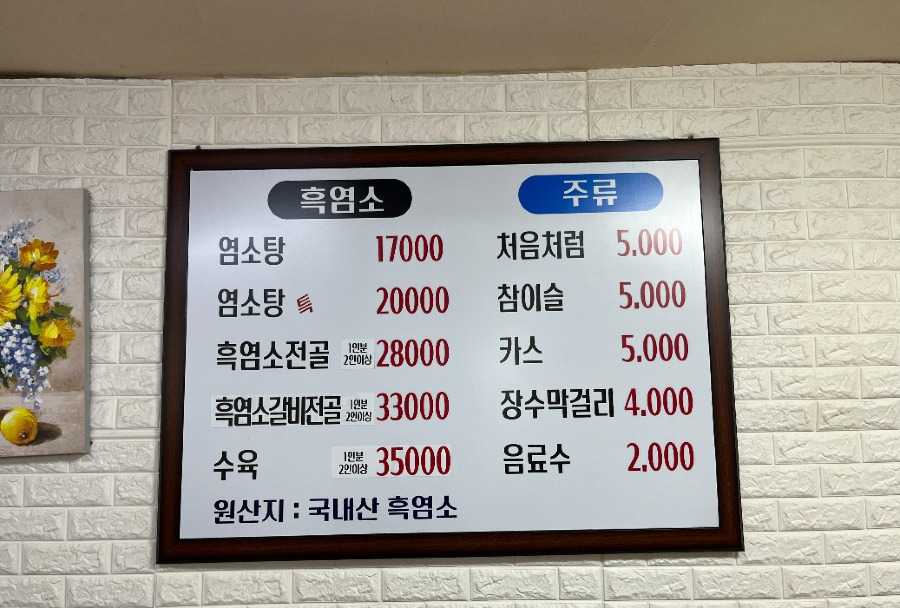 흑염소
염소탕 17000
염소탕 특 20000
흑염소전골 1인분 2인이상 28000
흑염소갈비전골 1인분 2인이상 33000
수육 1인분 2인이상 35000
원산지 : 국내산 흑염소
주류
처음처럼 5.000
참이슬 5.000
카스 5.000
장수막걸리 4.000
음료수 2.000